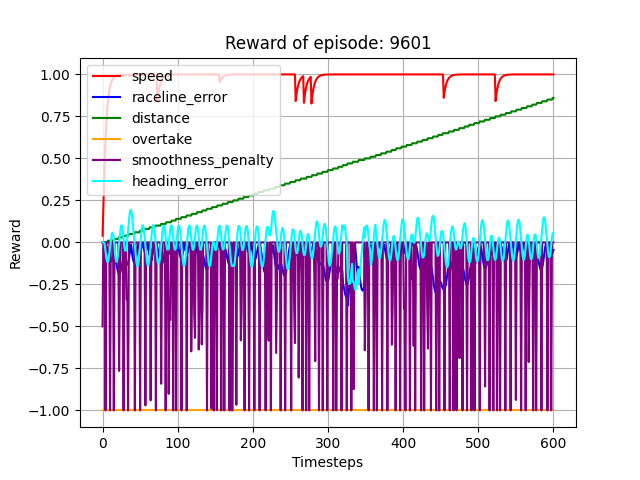 Reward of episode: 9601
speed
raceline_error
distance
overtake
smoothness_penalty
heading_error
1.00
0.75
0.50
0.25
0.00
−0.25
−0.50
−0.75
−1.00
Reward
0 100 200 300 400 500 600
Timesteps